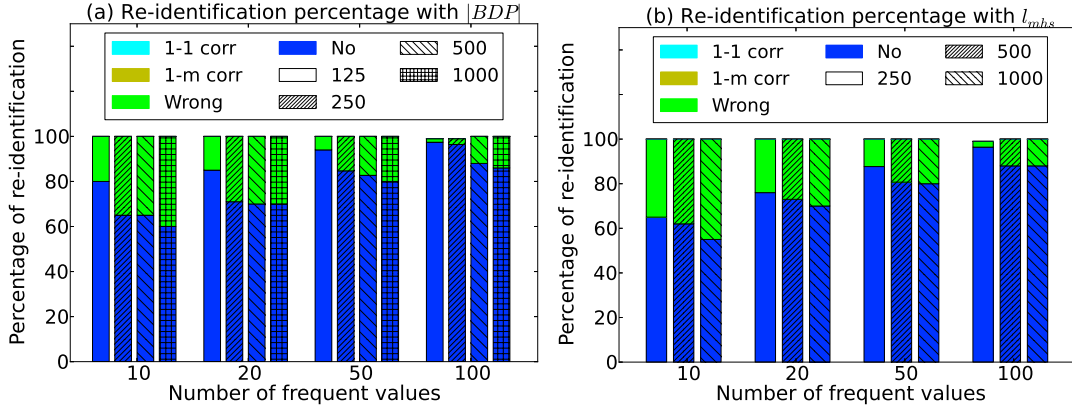 (a) Re-identification percentage with |BDP|
1-1 corr
1-m corr
Wrong
No
125
250
500
1000
Percentage of re-identification
100
80
60
40
20
0
10
20
50
100
Number of frequent values
(b) Re-identification percentage with l_mhs
1-1 corr
1-m corr
Wrong
No
250
500
1000
Percentage of re-identification
100
80
60
40
20
0
10
20
50
100
Number of frequent values